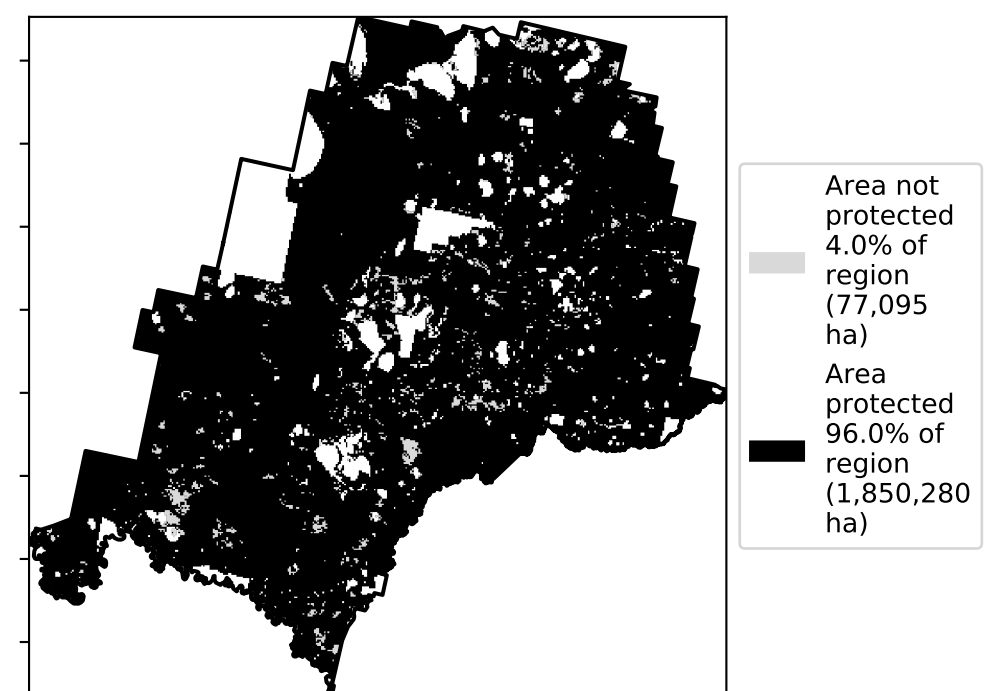 Area not
protected
4.0% of
region
(77,095
ha)
Area
protected
96.0% of
region
(1,850,280
ha)